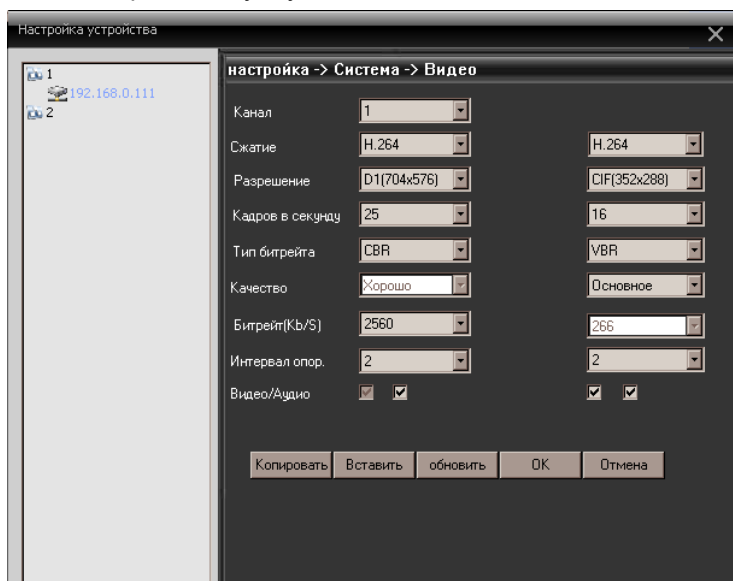 Настройка устройства
1
192.168.0.111
2
настройка -> Система -> Видео
Канал 1
Сжатие H.264 H.264
Разрешение D1(704x576) CIF(352x288)
Кадров в секунду 25 16
Тип битрейта CBR VBR
Качество Хорошо Основное
Битрейт(Kb/S) 2560 266
Интервал опор. 2 2
Видео/Аудио
Копировать Вставить обновить OK Отмена